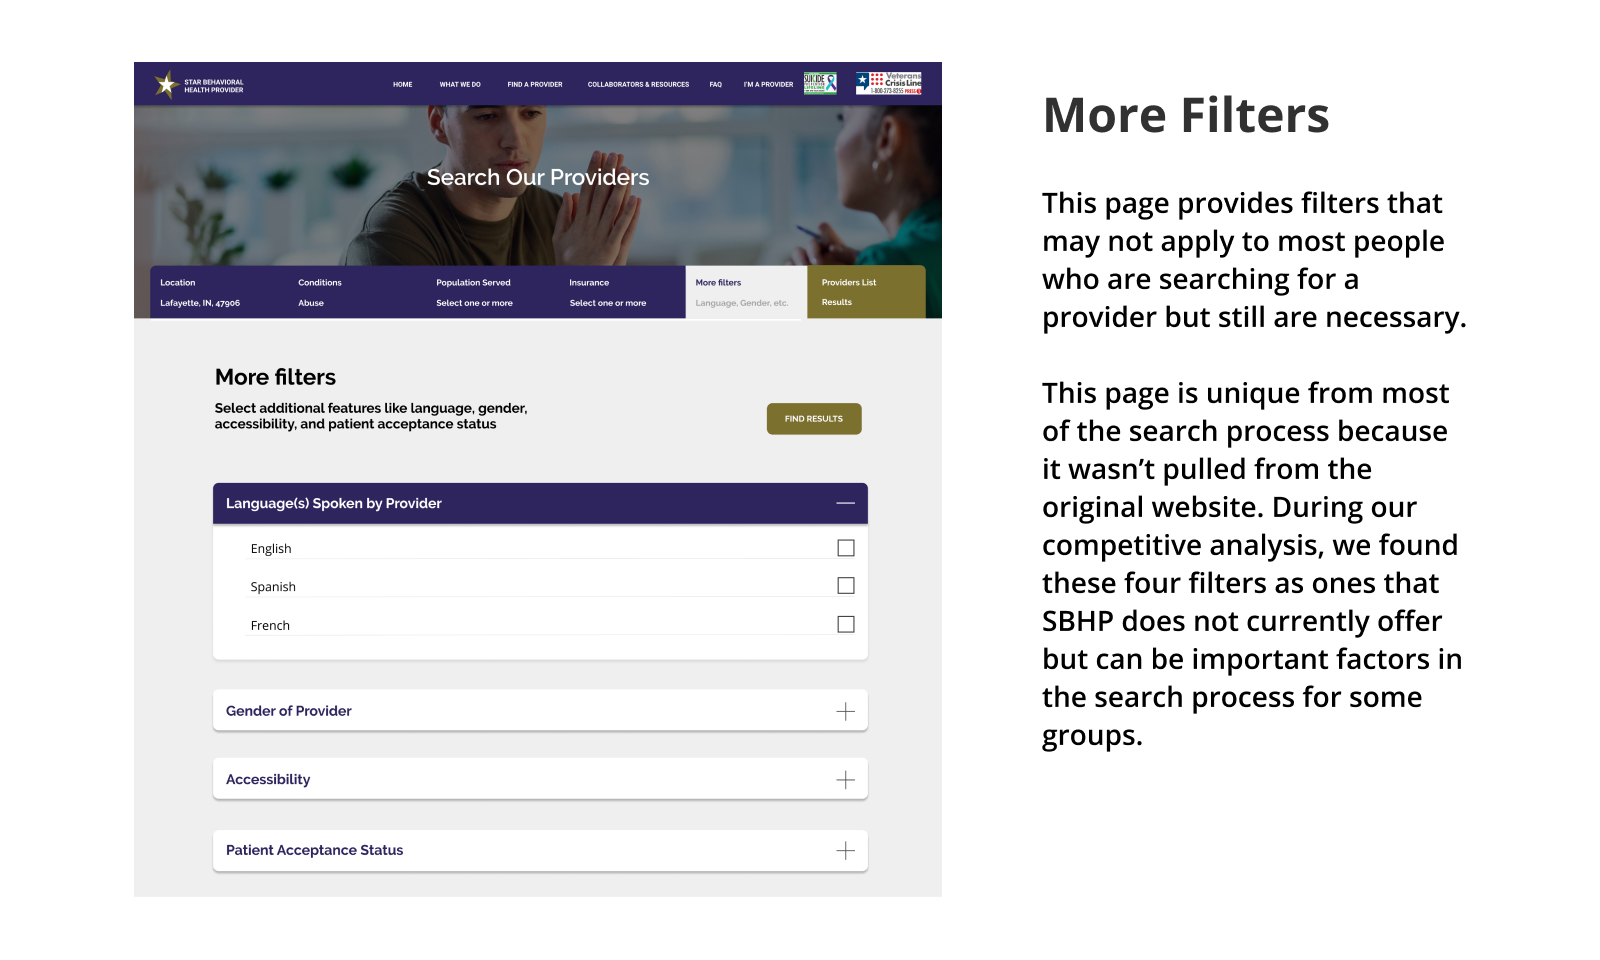 STAR BEHAVIORAL
HEALTH PROVIDER
HOME WHAT WE DO FIND A PROVIDER COLLABORATORS & RESOURCES FAQ I'M A PROVIDER
SUICIDE
LIFELINE
Veterans
Crisis Line
1-800-273-8255 PRESS 1
Search Our Providers
Location Conditions Population Served Insurance More filters Providers List
Lafayette, IN, 47906 Abuse Select one or more Select one or more Language, Gender, etc. Results
More filters
Select additional features like language, gender,
accessibility, and patient acceptance status
FIND RESULTS
Language(s) Spoken by Provider
English
Spanish
French
Gender of Provider
Accessibility
Patient Acceptance Status
More Filters
This page provides filters that
may not apply to most people
who are searching for a
provider but still are necessary.
This page is unique from most
of the search process because
it wasn’t pulled from the
original website. During our
competitive analysis, we found
these four filters as ones that
SBHP does not currently offer
but can be important factors in
the search process for some
groups.